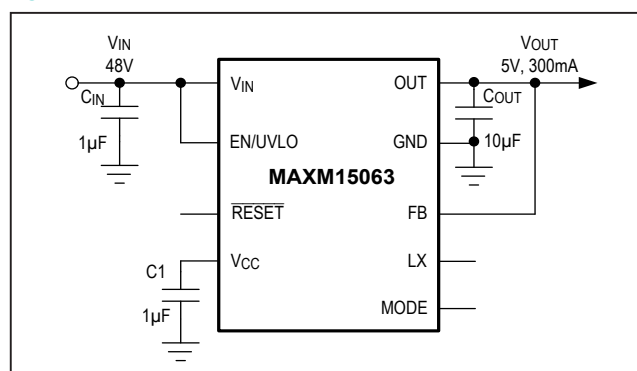 VIN
48V
VOUT
5V, 300mA
CIN
1µF
VIN
OUT
COUT
10µF
EN/UVLO
GND
MAXM15063
RESET
FB
C1
1µF
VCC
LX
MODE